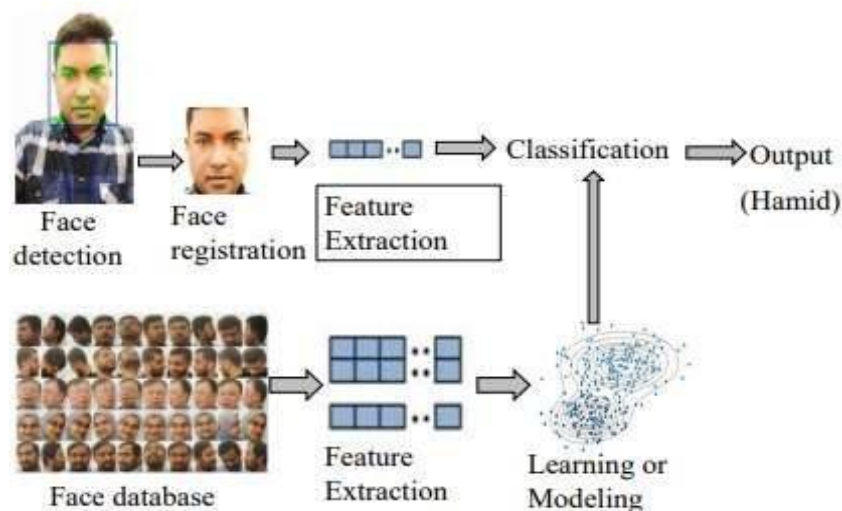 Face
detection
Face
registration
Feature
Extraction
Classification
Output
(Hamid)
Face database
Feature
Extraction
Learning or
Modeling